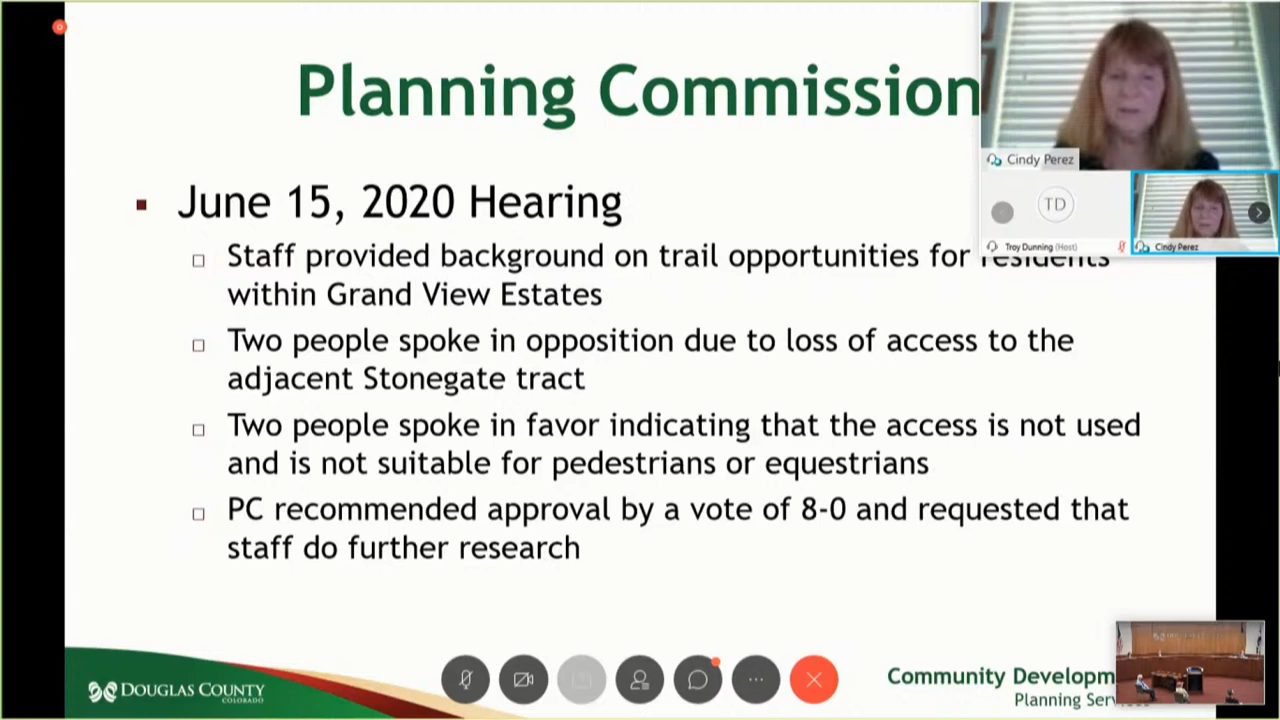 Planning Commission
Cindy Perez
TD
Troy Dunning (Host)
Cindy Perez
June 15, 2020 Hearing
Staff provided background on trail opportunities for residents
within Grand View Estates
Two people spoke in opposition due to loss of access to the
adjacent Stonegate tract
Two people spoke in favor indicating that the access is not used
and is not suitable for pedestrians or equestrians
PC recommended approval by a vote of 8-0 and requested that
staff do further research
DOUGLAS COUNTY
COLORADO
Community Developm
Planning Ser